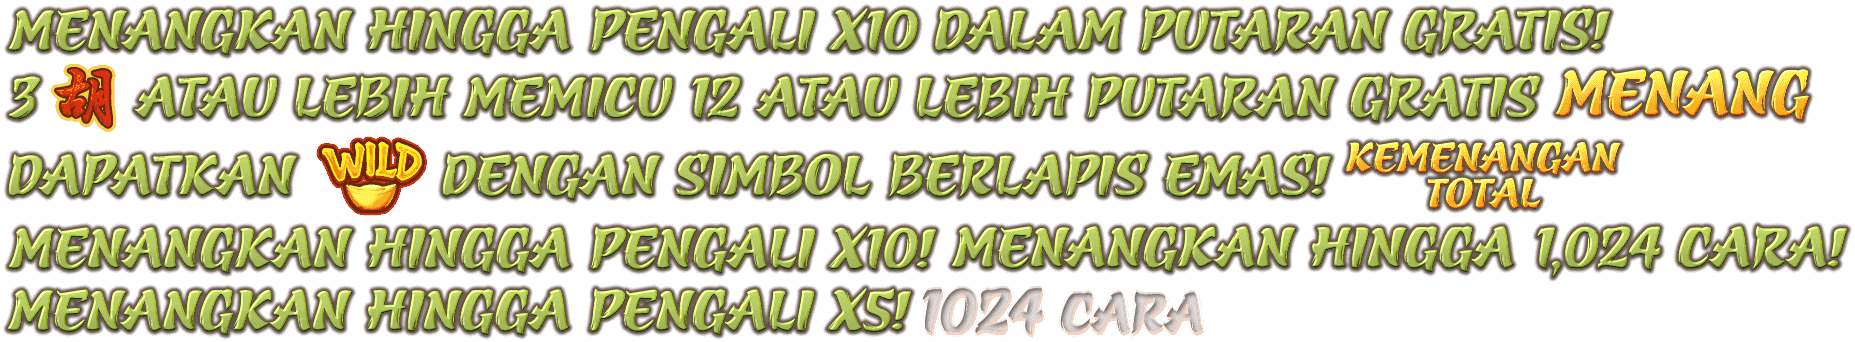 MENANGKAN HINGGA PENGALI X10 DALAM PUTARAN GRATIS!
3 胡 ATAU LEBIH MEMICU 12 ATAU LEBIH PUTARAN GRATIS MENANG
DAPATKAN WILD DENGAN SIMBOL BERLAPIS EMAS! KEMENANGAN TOTAL
MENANGKAN HINGGA PENGALI X10! MENANGKAN HINGGA 1,024 CARA!
MENANGKAN HINGGA PENGALI X5! 1024 CARA